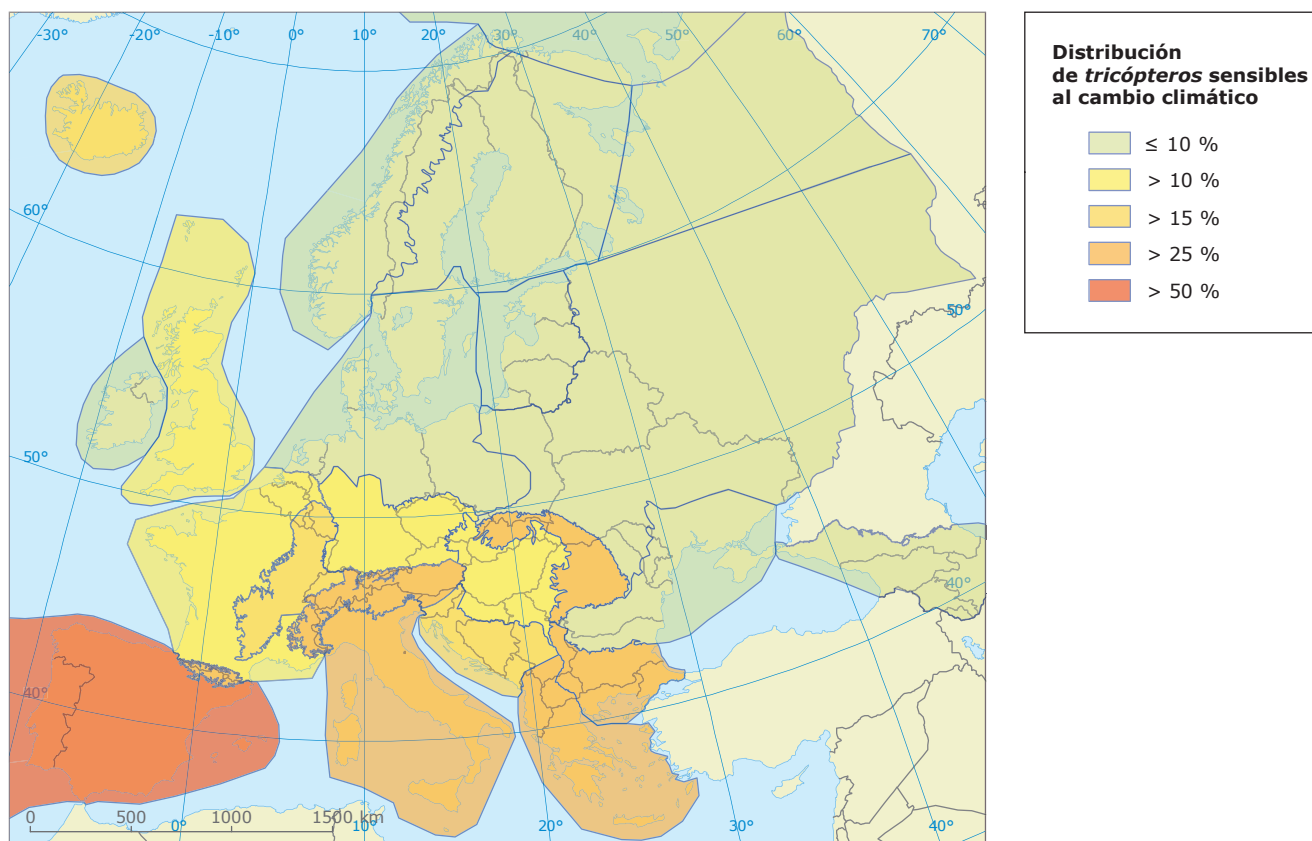 -30° -20° -10° 0° 10° 20° 30° 40° 50° 60° 70°
60°
50°
50°
40°
40°
0 500 1000 1500 km
0° 10° 20° 30° 40°
Distribución
de tricópteros sensibles
al cambio climático
≤ 10 %
> 10 %
> 15 %
> 25 %
> 50 %